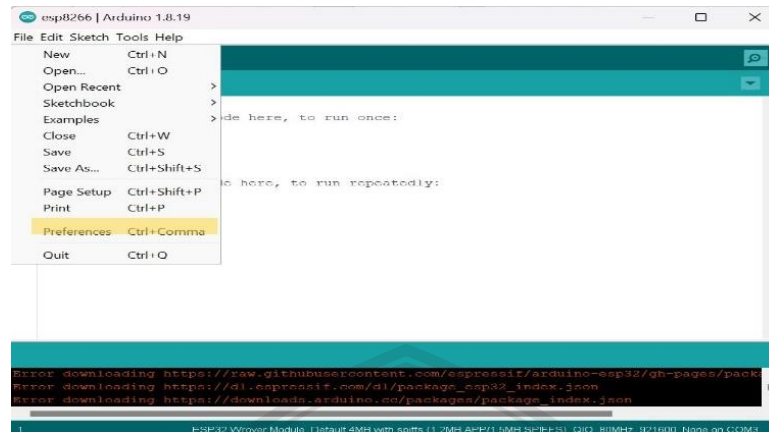 esp8266 | Arduino 1.8.19
File Edit Sketch Tools Help
New Ctrl+N
Open... Ctrl+O
Open Recent >
Sketchbook >
Examples >
de here, to run once:
Close Ctrl+W
Save Ctrl+S
Save As... Ctrl+Shift+S
de here, to run repeatedly:
Page Setup Ctrl+Shift+P
Print Ctrl+P
Preferences Ctrl+Comma
Quit Ctrl+Q
Error downloading https://raw.githubusercontent.com/espressif/arduino-esp32/gh-pages/pack
Error downloading https://dl.espressif.com/dl/package_esp32_index.json
Error downloading https://downloads.arduino.cc/packages/package_index.json
1 ESP32 Wrover Module, Default 4MB with spiffs (1.2MB APP/1.5MB SPIFFS), QIO, 80MHz, 921600, None on COM3